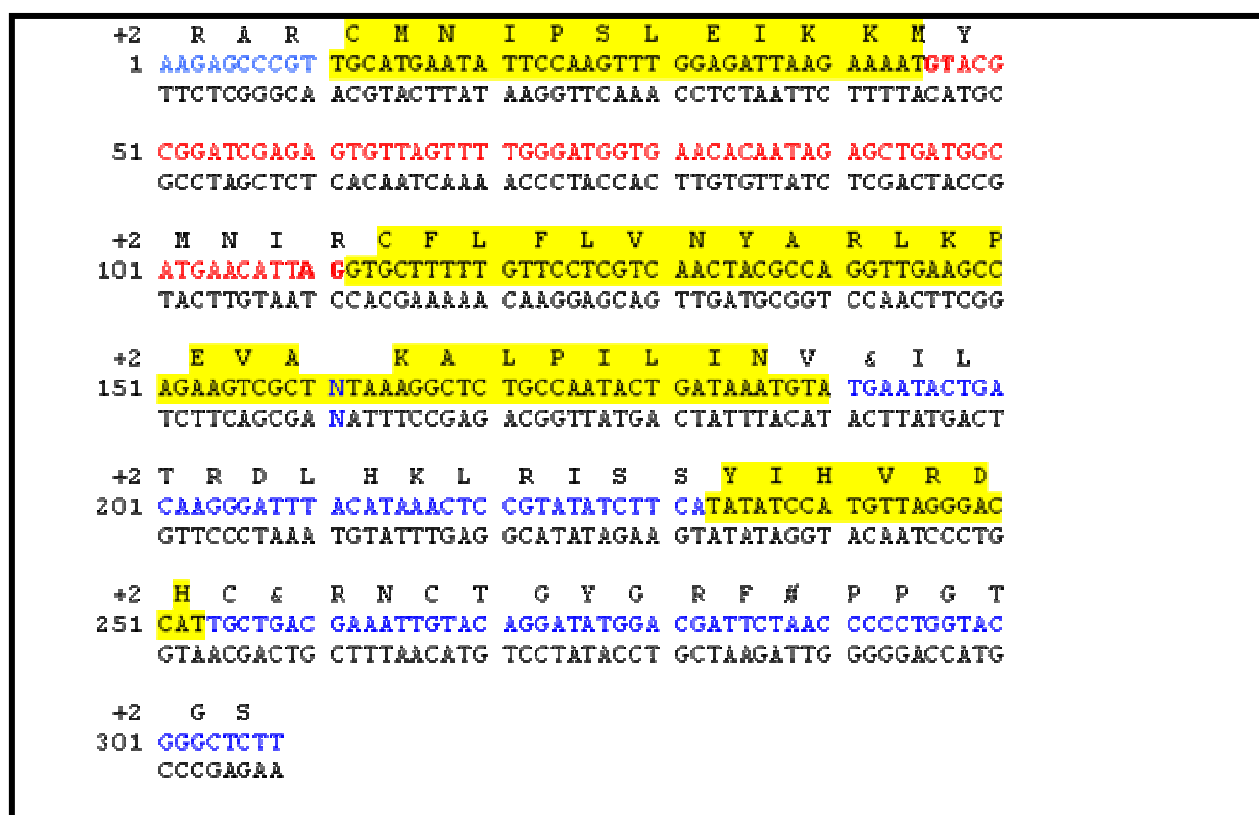 +2 R A R C M N I P S L E I K K M Y
1 AAGAGCCCGT TGCATGAATA TTCCAAGTTT GGAGATTAAG AAAATGTACG
TTCTCGGGCA ACGTACTTAT AAGGTTCAAA CCTCTAATTC TTTTACATGC
51 CGGATCGAGA GTGTTAGTTT TGGGATGGTG AACACAATAG AGCTGATGGC
GCCTAGCTCT CACAATCAAA ACCCTACCAC TTGTGTTATC TCGACTACCG
+2 M N I R C F L F L V N Y A R L K P
101 ATGAACATTA GGTGCTTTTT GTTCCTCGTC AACTACGCCA GGTTGAAGCC
TACTTGTAAT CCACGAAAAA CAAGGAGCAG TTGATGCGGT CCAACTTCGG
+2 E V A K A L P I L I N V & I L
151 AGAAGTCGCT NTAAAGGCTC TGCCAATACT GATAAATGTA TGAATACTGA
TCTTCAGCGA NATTTCCGAG ACGGTTATGA CTATTTACAT ACTTATGACT
+2 T R D L H K L R I S S Y I H V R D
201 CAAGGGATTT ACATAAACTC CGTATATCTT CATATATCCA TGTTAGGGAC
GTTCCCTAAA TGTATTTGAG GCATATAGAA GTATATAGGT ACAATCCCTG
+2 H C & R N C T G Y G R F # P P G T
251 CATTGCTGAC GAAATTGTAC AGGATATGGA CGATTCTAAC CCCCTGGTAC
GTAACGACTG CTTTAACATG TCCTATACCT GCTAAGATTG GGGGACCATG
+2 G S
301 GGGCTCTT
CCCGAGAA